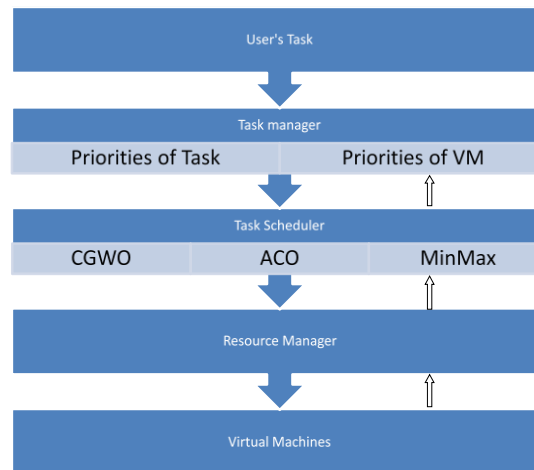 User's Task
Task manager
Priorities of Task Priorities of VM
Task Scheduler
CGWO ACO MinMax
Resource Manager
Virtual Machines